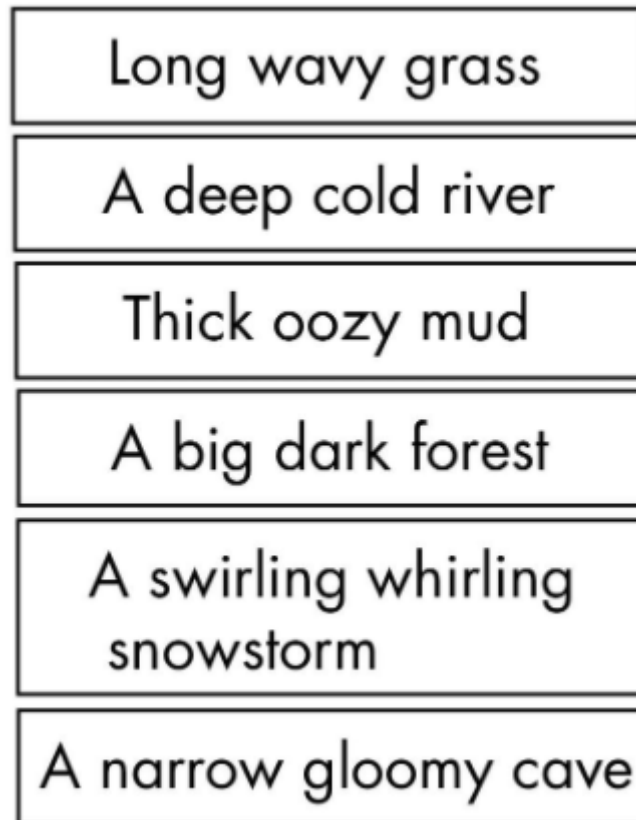 Long wavy grass
A deep cold river
Thick oozy mud
A big dark forest
A swirling whirling
snowstorm
A narrow gloomy cave